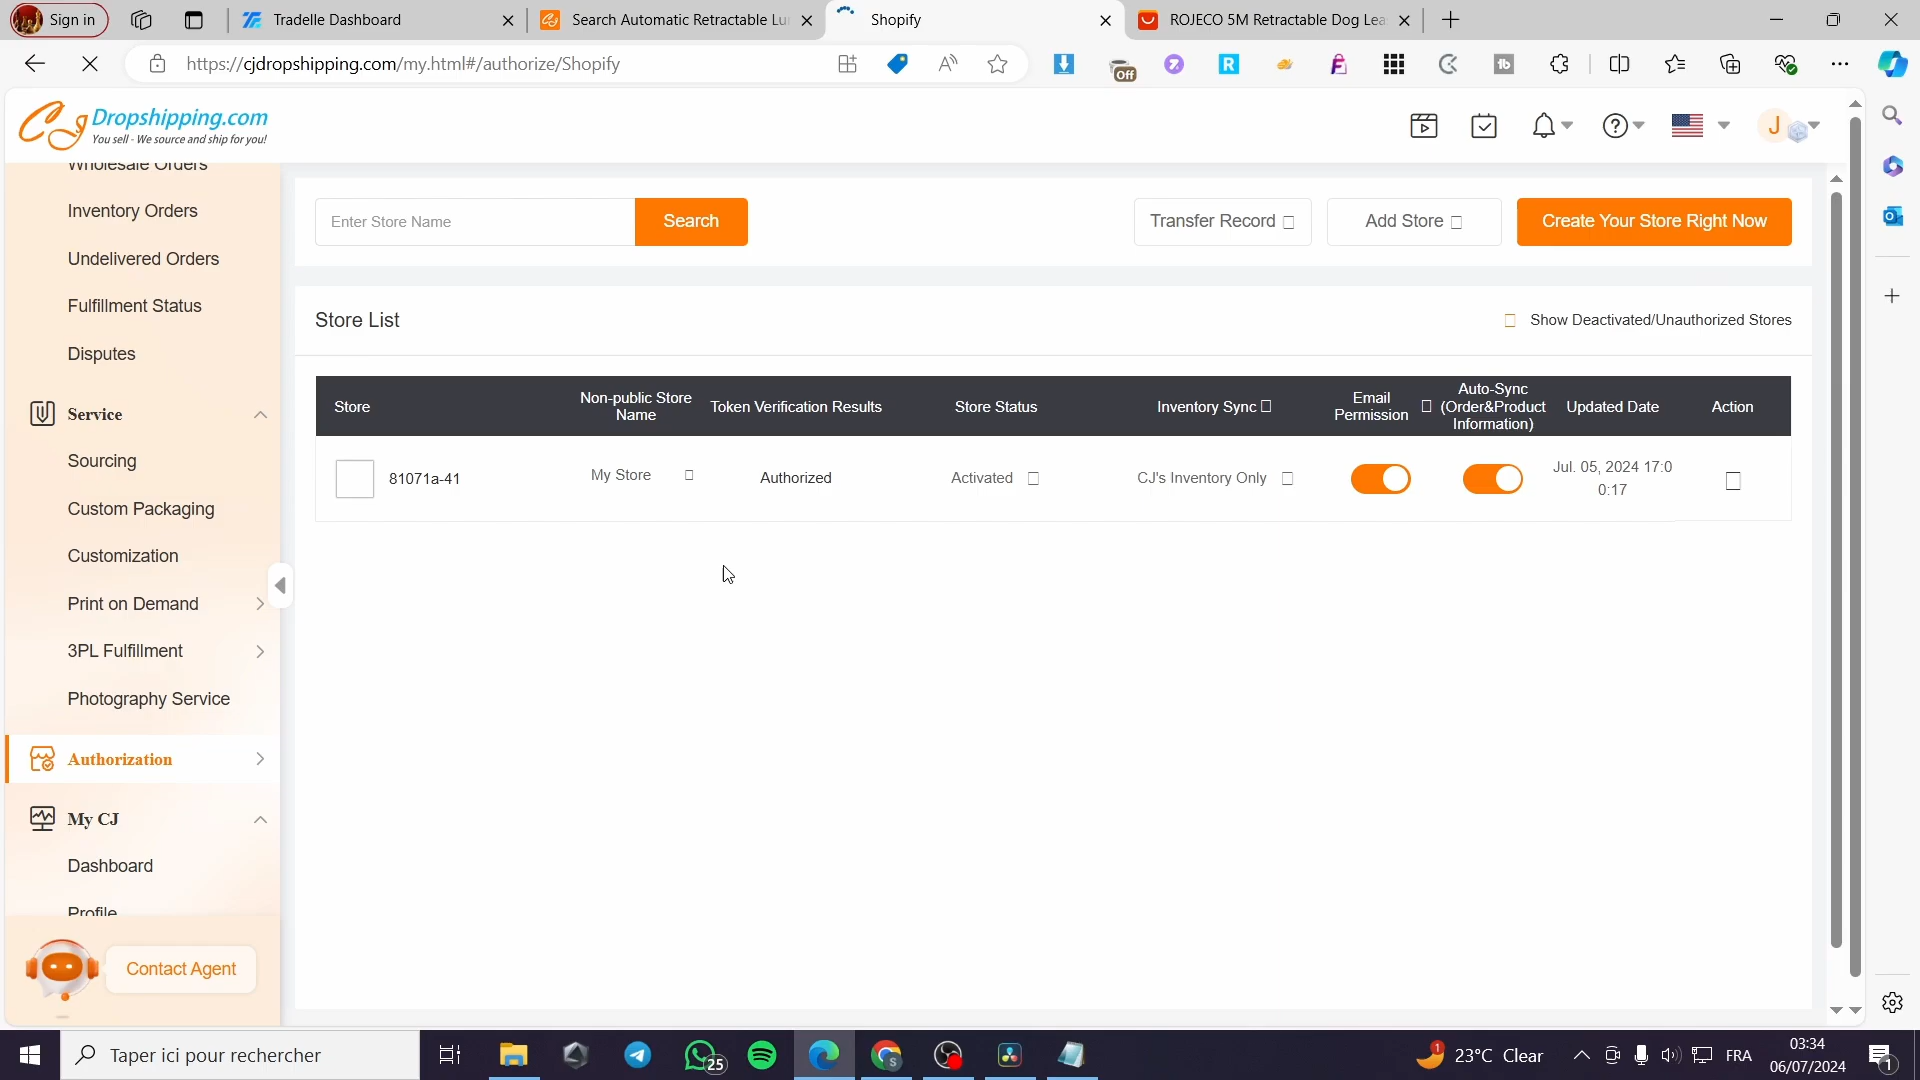 Sign in
Tradelle Dashboard
Search Automatic Retractable Lu
Shopify
ROJECO 5M Retractable Dog Lea
https://cjdropshipping.com/my.html#/authorize/Shopify
Off
Dropshipping.com
You sell - We source and ship for you!
J
Wholesale Orders
Inventory Orders
Undelivered Orders
Fulfillment Status
Disputes
Service
Sourcing
Custom Packaging
Customization
Print on Demand
3PL Fulfillment
Photography Service
Authorization
My CJ
Dashboard
Profile
Contact Agent
Enter Store Name
Search
Transfer Record
Add Store
Create Your Store Right Now
Store List
Show Deactivated/Unauthorized Stores
Store
Non-public Store
Name
Token Verification Results
Store Status
Inventory Sync
Email
Permission
Auto-Sync
(Order&Product
Information)
Updated Date
Action
81071a-41
My Store
Authorized
Activated
CJ's Inventory Only
Jul. 05, 2024 17:0
0:17
Taper ici pour rechercher
25
1
23°C Clear
FRA
03:34
06/07/2024
1